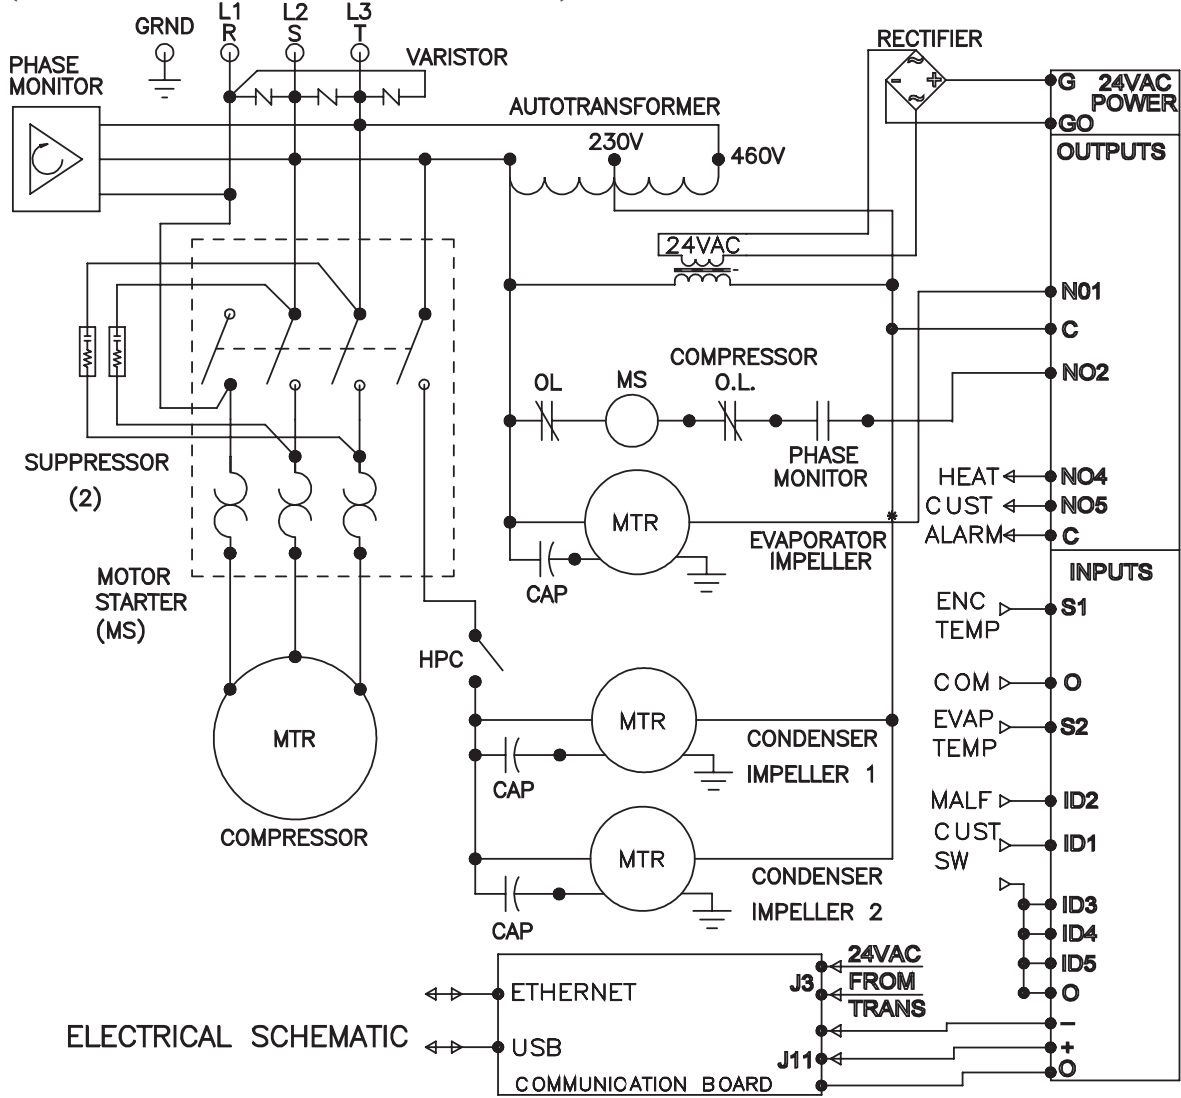 L1 L2 L3
GRND R S T
PHASE
MONITOR
VARISTOR
RECTIFIER
- +
G 24VAC
POWER
GO
AUTOTRANSFORMER
230V
460V
OUTPUTS
24VAC
N01
C
COMPRESSOR
OL MS O.L.
NO2
PHASE
MONITOR
SUPPRESSOR
(2)
HEAT NO4
CUST NO5
ALARM C
MTR
*
EVAPORATOR
IMPELLER
CAP
MOTOR
STARTER
(MS)
INPUTS
ENC S1
TEMP
HPC
COM O
MTR
MTR
EVAP S2
TEMP
CONDENSER
IMPELLER 1
CAP
COMPRESSOR
MALF ID2
CUST ID1
SW
MTR
CONDENSER
IMPELLER 2
CAP
ID3
ID4
ID5
O
24VAC
J3 FROM
TRANS
ETHERNET
ELECTRICAL SCHEMATIC
USB
J11
-
+
O
COMMUNICATION BOARD